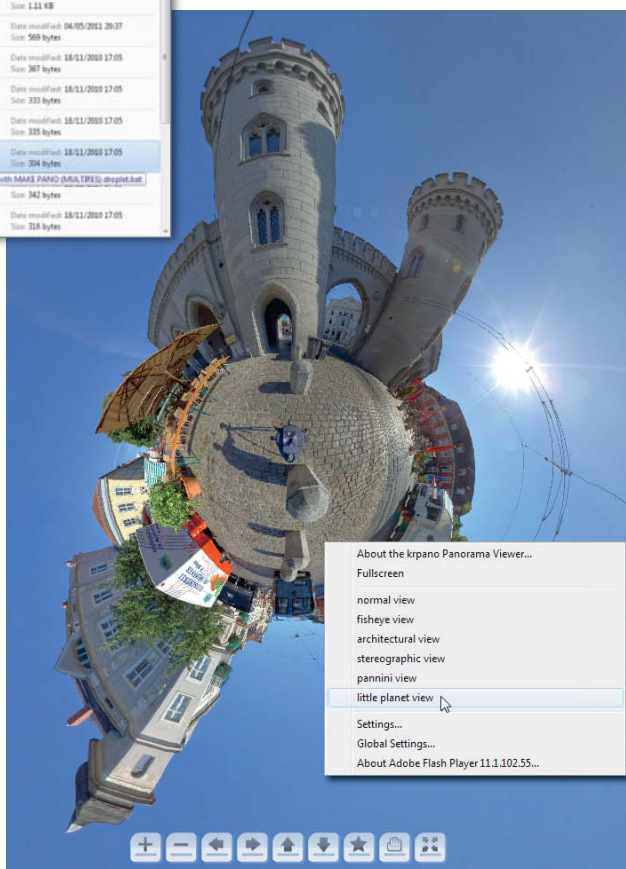 Size: 1.11 KB
Date modified: 04/05/2011 20:37
Size: 569 bytes
Date modified: 18/11/2010 17:05
Size: 367 bytes
Date modified: 18/11/2010 17:05
Size: 333 bytes
Date modified: 18/11/2010 17:05
Size: 335 bytes
Date modified: 18/11/2010 17:05
Size: 304 bytes
with MAKE PANO (MULTIRES) droplet.bat
Size: 342 bytes
Date modified: 18/11/2010 17:05
Size: 318 bytes
About the krpano Panorama Viewer...
Fullscreen
normal view
fisheye view
architectural view
stereographic view
pannini view
little planet view
Settings...
Global Settings...
About Adobe Flash Player 11.1.102.55...